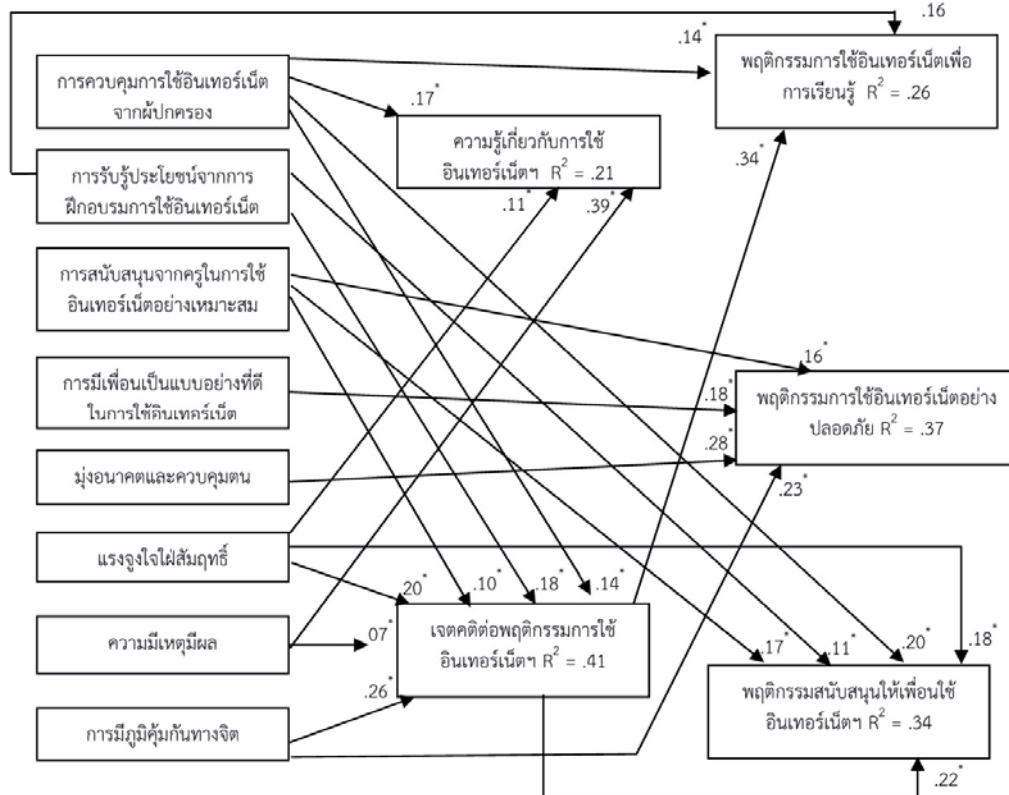 .16
.14*
พฤติกรรมการใช้อินเทอร์เน็ตเพื่อ
การเรียนรู้ R² = .26
การควบคุมการใช้อินเทอร์เน็ต
จากผู้ปกครอง
.17*
ความรู้เกี่ยวกับการใช้
อินเทอร์เน็ตฯ R² = .21
.34*
การรับรู้ประโยชน์จากการ
ฝึกอบรมการใช้อินเทอร์เน็ต
.11*
.39*
การสนับสนุนจากครูในการใช้
อินเทอร์เน็ตอย่างเหมาะสม
.16*
การมีเพื่อนเป็นแบบอย่างที่ดี
ในการใช้อินเทอร์เน็ต
.18*
พฤติกรรมการใช้อินเทอร์เน็ตอย่าง
ปลอดภัย R² = .37
.28*
มุ่งอนาคตและควบคุมตน
.23*
แรงจูงใจใฝ่สัมฤทธิ์
20*
.10*
.18*
.14*
ความมีเหตุมีผล
07*
เจตคติต่อพฤติกรรมการใช้
อินเทอร์เน็ตฯ R² = .41
.17*
.11*
.20*
.18*
.26*
พฤติกรรมสนับสนุนให้เพื่อนใช้
อินเทอร์เน็ตฯ R² = .34
การมีภูมิคุ้มกันทางจิต
.22*